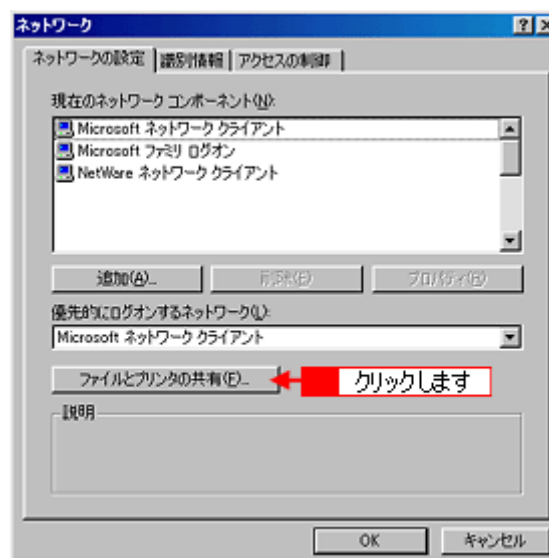 ネットワーク
ネットワークの設定 識別情報 アクセスの制御
現在のネットワーク コンポーネント(N):
Microsoft ネットワーク クライアント
Microsoft ファミリ ログオン
NetWare ネットワーク クライアント
追加(A)... 削除(E) プロパティ(R)
優先的にログオンするネットワーク(L):
Microsoft ネットワーク クライアント
ファイルとプリンタの共有(F)... クリックします
説明
OK キャンセル